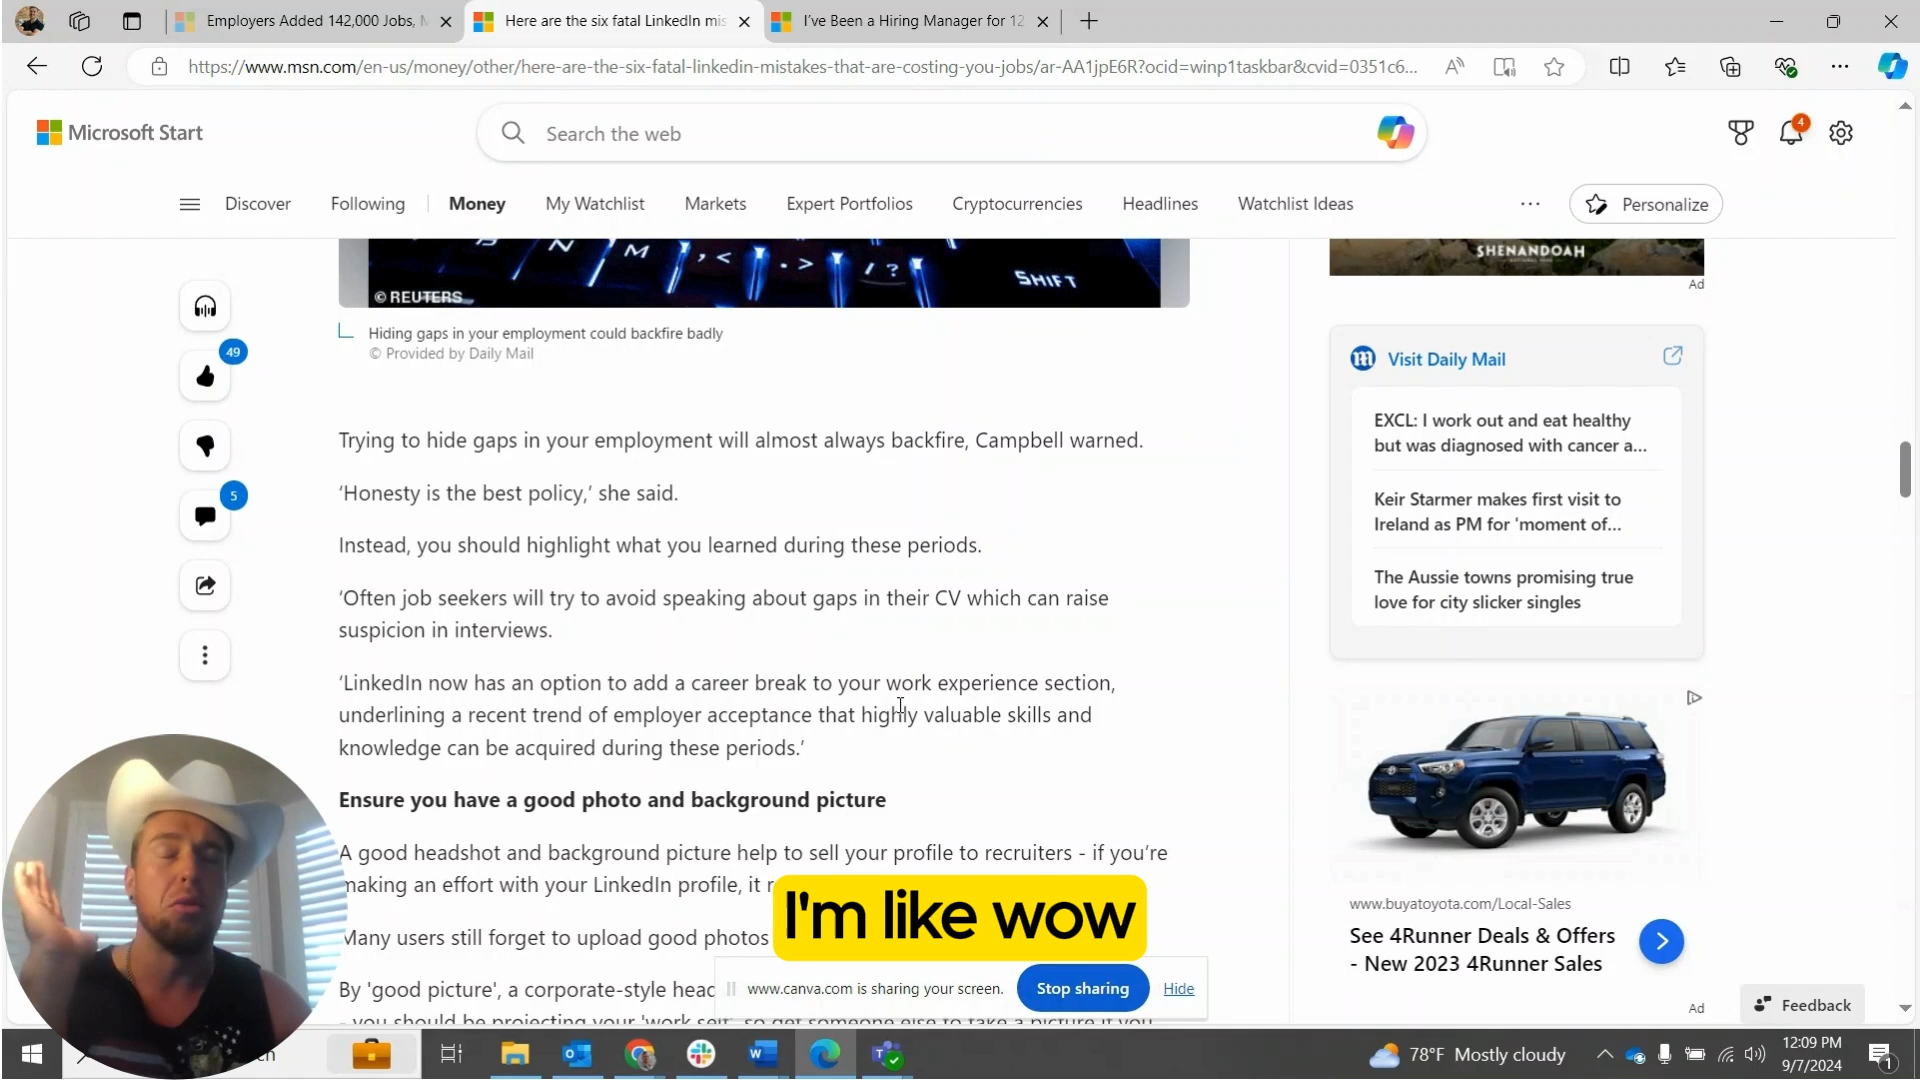 Employers Added 142,000 Jobs, M
Here are the six fatal LinkedIn mis
I've Been a Hiring Manager for 12
https://www.msn.com/en-us/money/other/here-are-the-six-fatal-linkedin-mistakes-that-are-costing-you-jobs/ar-AA1jpE6R?ocid=winp1taskbar&cvid=0351c6...
Microsoft Start
Search the web
4
Discover
Following
Money
My Watchlist
Markets
Expert Portfolios
Cryptocurrencies
Headlines
Watchlist Ideas
Personalize
N M , < . > / ? SHIFT
© REUTERS
Hiding gaps in your employment could backfire badly
© Provided by Daily Mail
49
5
Trying to hide gaps in your employment will almost always backfire, Campbell warned.
‘Honesty is the best policy,’ she said.
Instead, you should highlight what you learned during these periods.
‘Often job seekers will try to avoid speaking about gaps in their CV which can raise
suspicion in interviews.
‘LinkedIn now has an option to add a career break to your work experience section,
underlining a recent trend of employer acceptance that highly valuable skills and
knowledge can be acquired during these periods.’
Ensure you have a good photo and background picture
A good headshot and background picture help to sell your profile to recruiters - if you’re
making an effort with your LinkedIn profile, it
Many users still forget to upload good photos
By 'good picture', a corporate-style head
- you should be projecting your 'work self', so get someone else to take a picture if you
I'm like wow
www.canva.com is sharing your screen.
Stop sharing
Hide
SHENANDOAH
Ad
Visit Daily Mail
EXCL: I work out and eat healthy
but was diagnosed with cancer a...
Keir Starmer makes first visit to
Ireland as PM for 'moment of...
The Aussie towns promising true
love for city slicker singles
www.buyatoyota.com/Local-Sales
See 4Runner Deals & Offers
- New 2023 4Runner Sales
Ad
Feedback
78°F Mostly cloudy
12:09 PM
9/7/2024
1